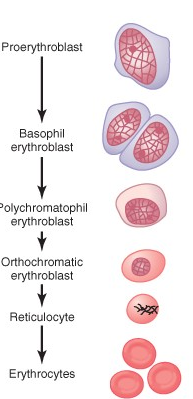 Proerythroblast
Basophil
erythroblast
Polychromatophil
erythroblast
Orthochromatic
erythroblast
Reticulocyte
Erythrocytes